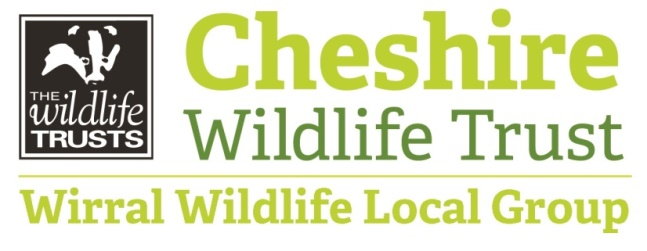 THE
wildlife
TRUSTS
Cheshire
Wildlife Trust
Wirral Wildlife Local Group